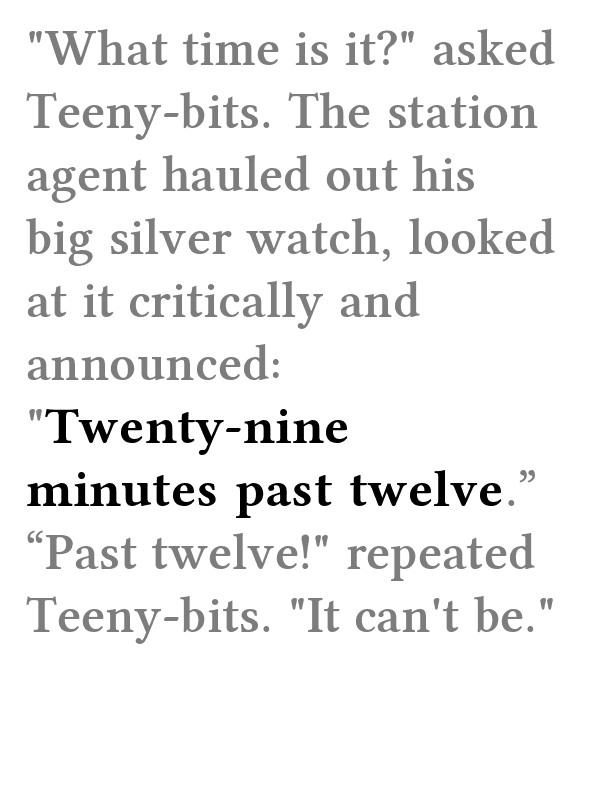 "What time is it?" asked
Teeny-bits. The station
agent hauled out his
big silver watch, looked
at it critically and
announced:
"Twenty-nine
minutes past twelve.”
“Past twelve!" repeated
Teeny-bits. "It can't be."